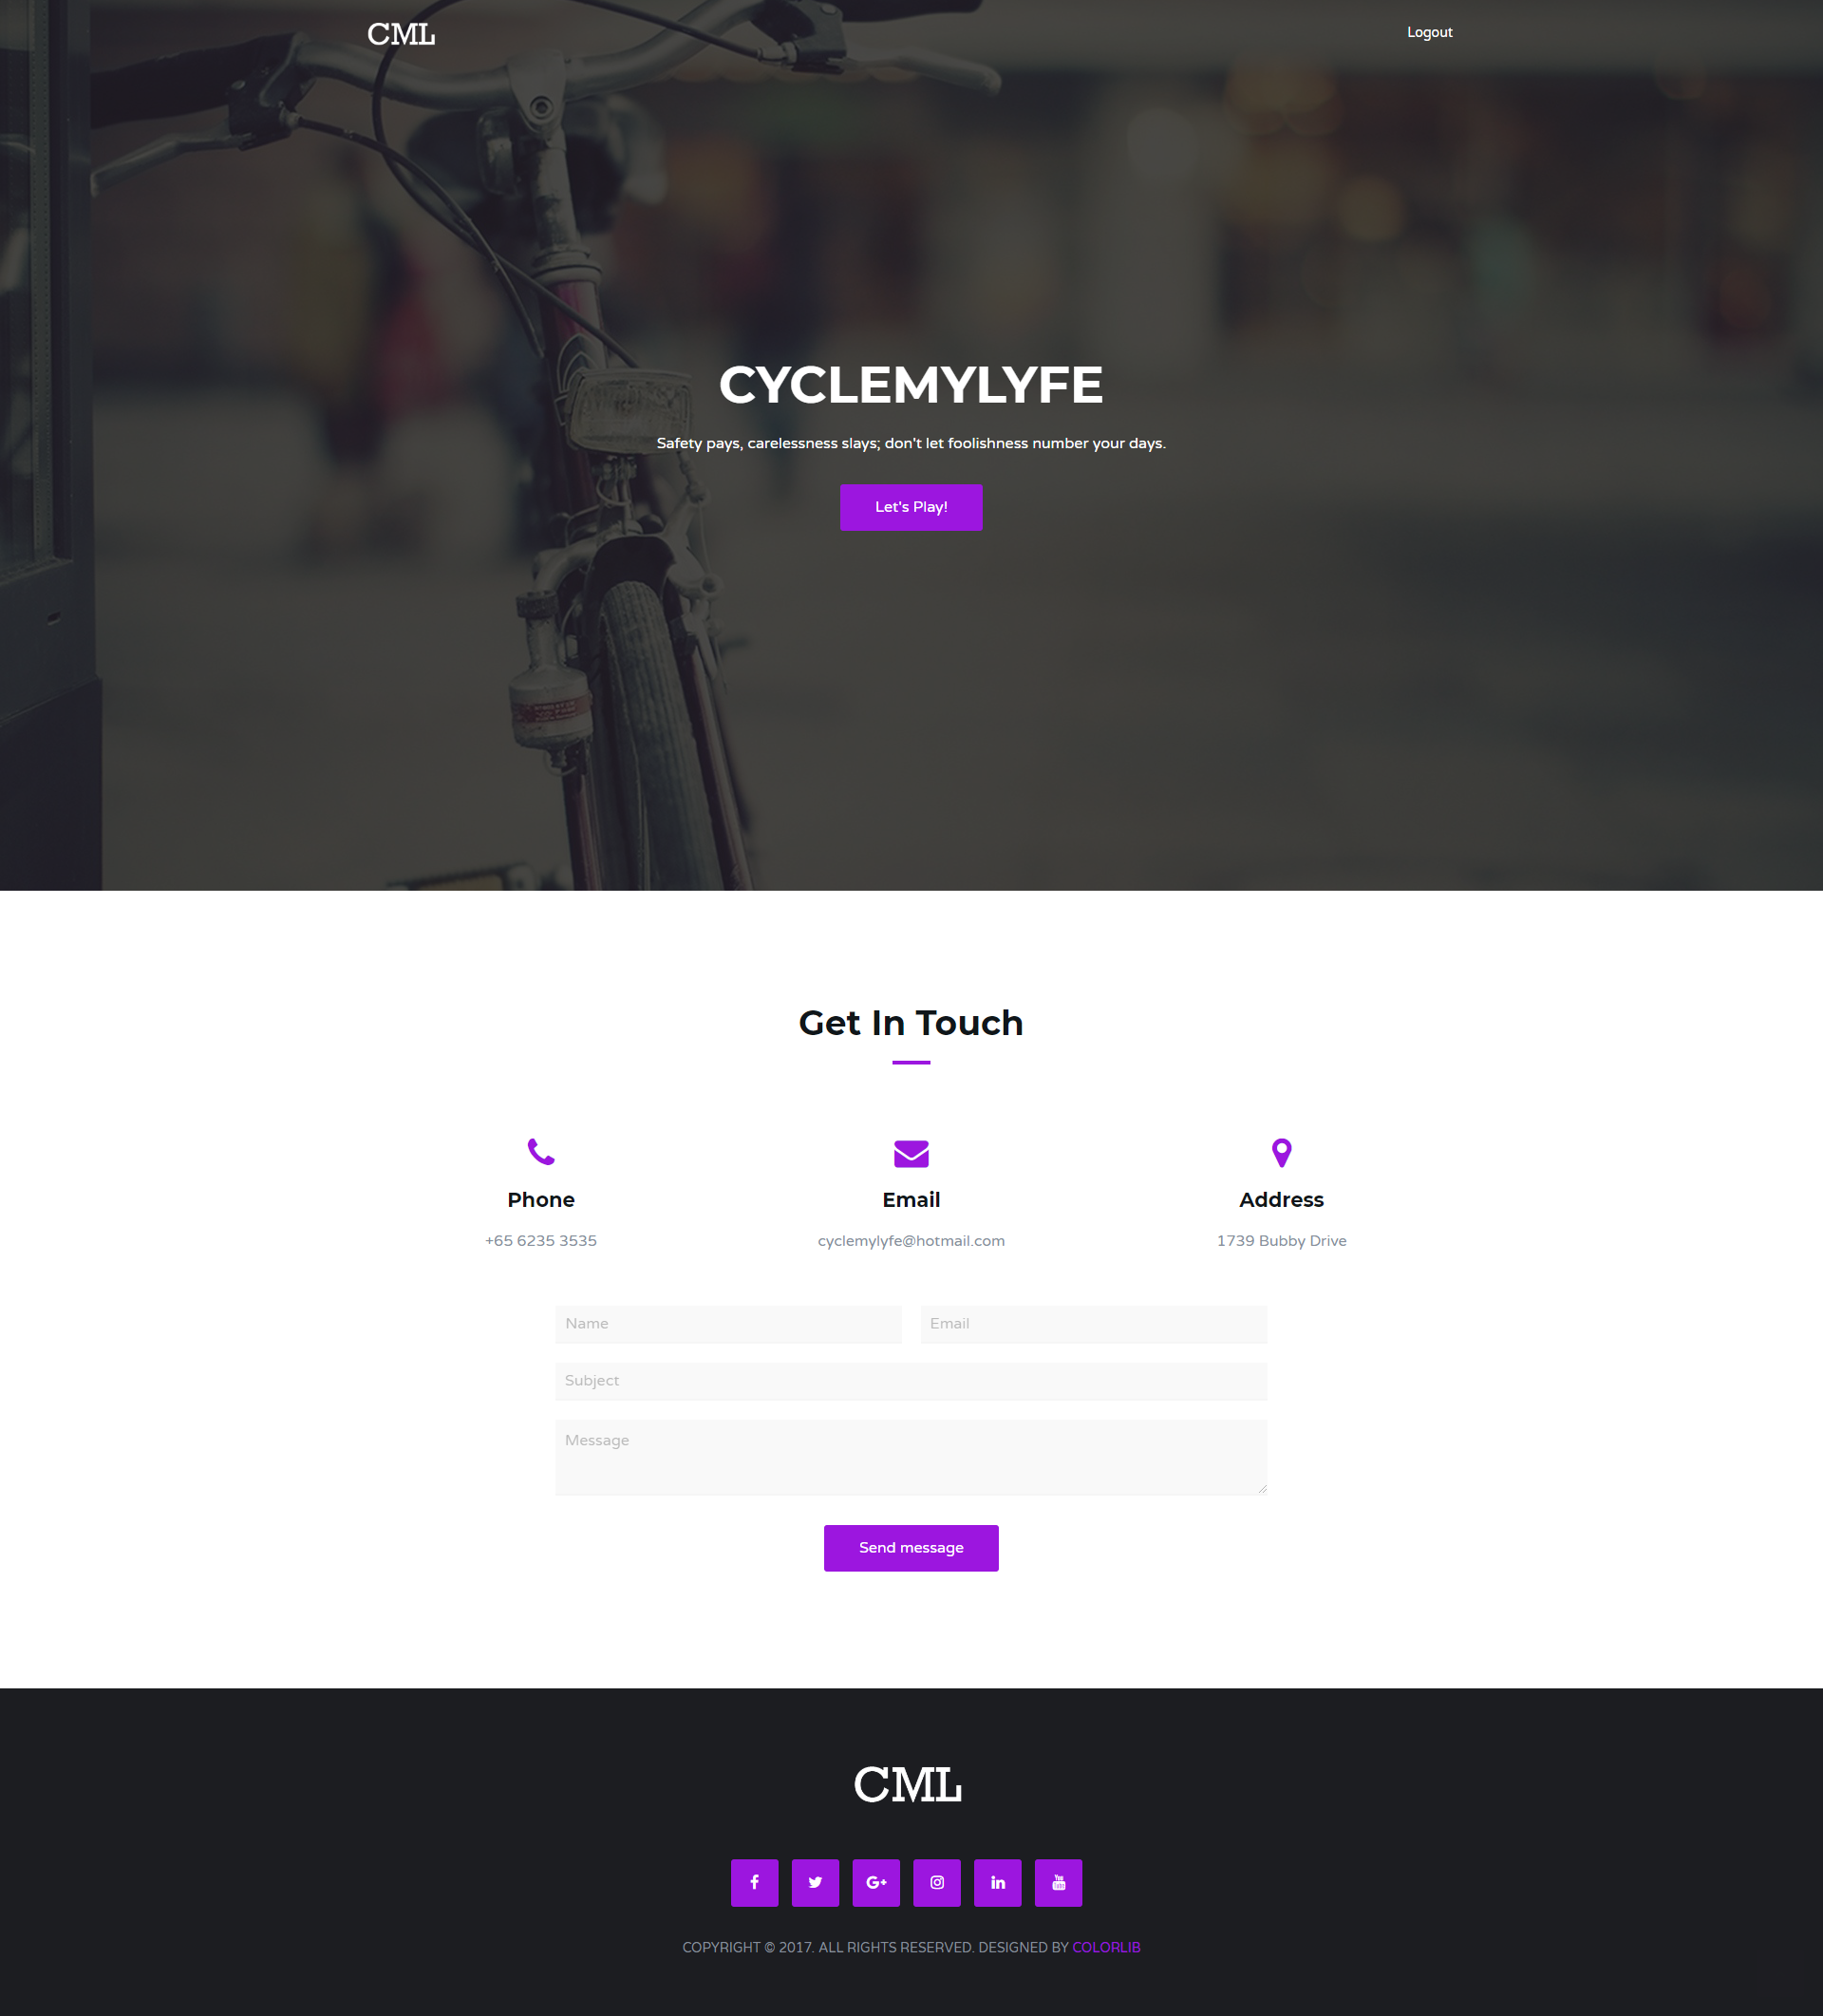 CML
Logout
CYCLEMYLYFE
Safety pays, carelessness slays; don't let foolishness number your days.
Let's Play!
Get In Touch
Phone
Email
Address
+65 6235 3535
cyclemylyfe@hotmail.com
1739 Bubby Drive
Name
Email
Subject
Message
Send message
CML
COPYRIGHT © 2017. ALL RIGHTS RESERVED. DESIGNED BY COLORLIB